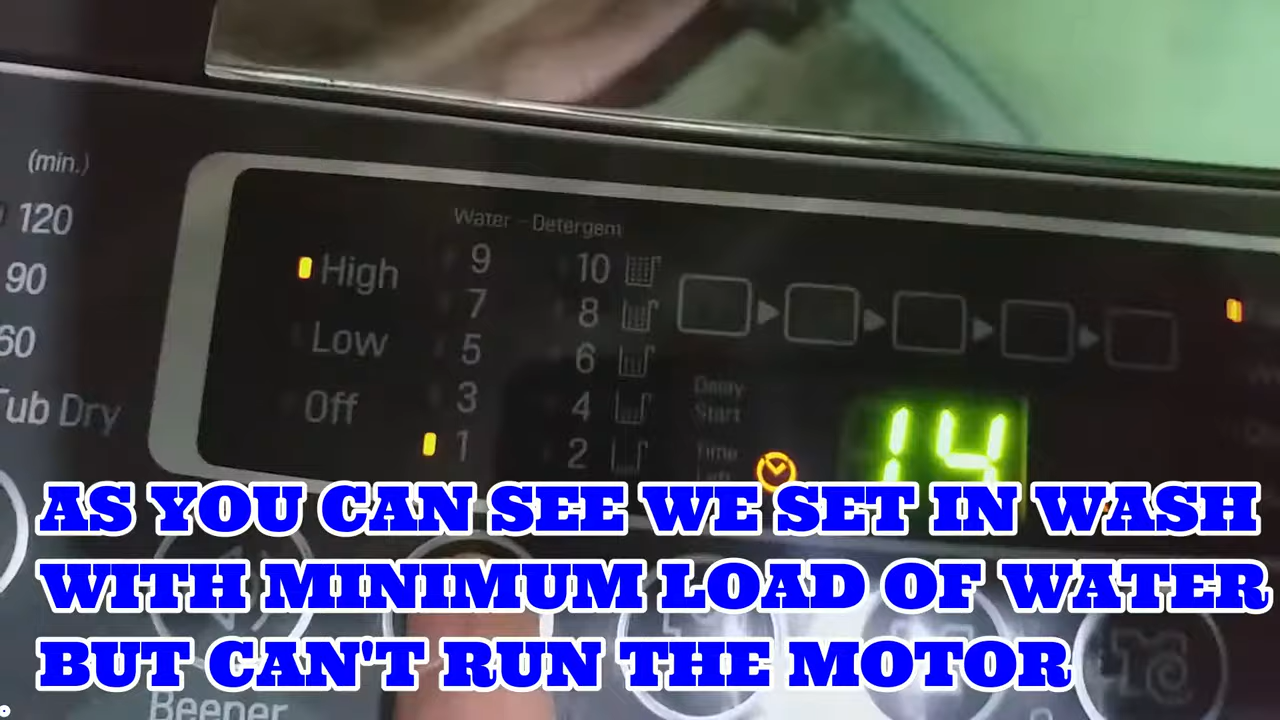 (min.)
120
90
60
Tub Dry
Water - Detergent
High
Low
Off
9 10
7 8
5 6
3 4
1 2
Daily
Start
Time
14
AS YOU CAN SEE WE SET IN WASH
WITH MINIMUM LOAD OF WATER
BUT CAN'T RUN THE MOTOR
Beeper